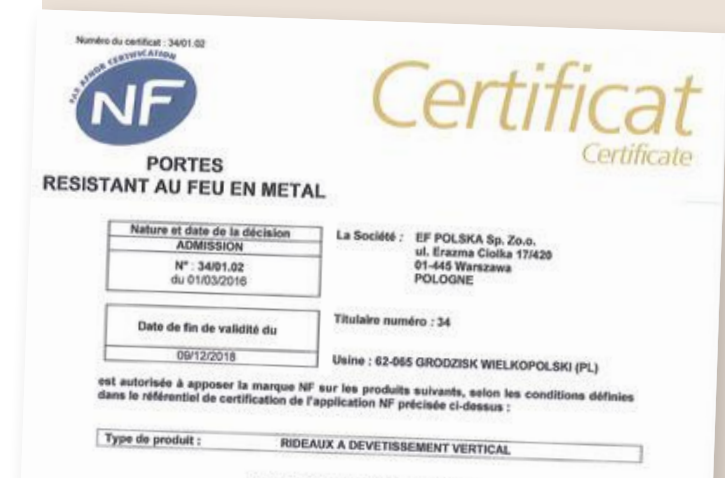 Numéro du certificat : 34/01.02
PAR AFNOR CERTIFICATION
NF
Certificat
Certificate
PORTES
RESISTANT AU FEU EN METAL
Nature et date de la décision
ADMISSION
N° : 34/01.02
du 01/03/2016
La Société : EF POLSKA Sp. Zo.o.
ul. Erazma Ciolka 17/420
01-445 Warszawa
POLOGNE
Date de fin de validité du
09/12/2018
Titulaire numéro : 34
Usine : 62-065 GRODZISK WIELKOPOLSKI (PL)
est autorisée à apposer la marque NF sur les produits suivants, selon les conditions définies
dans le référentiel de certification de l'application NF précisée ci-dessus :
Type de produit : RIDEAUX A DEVETISSEMENT VERTICAL